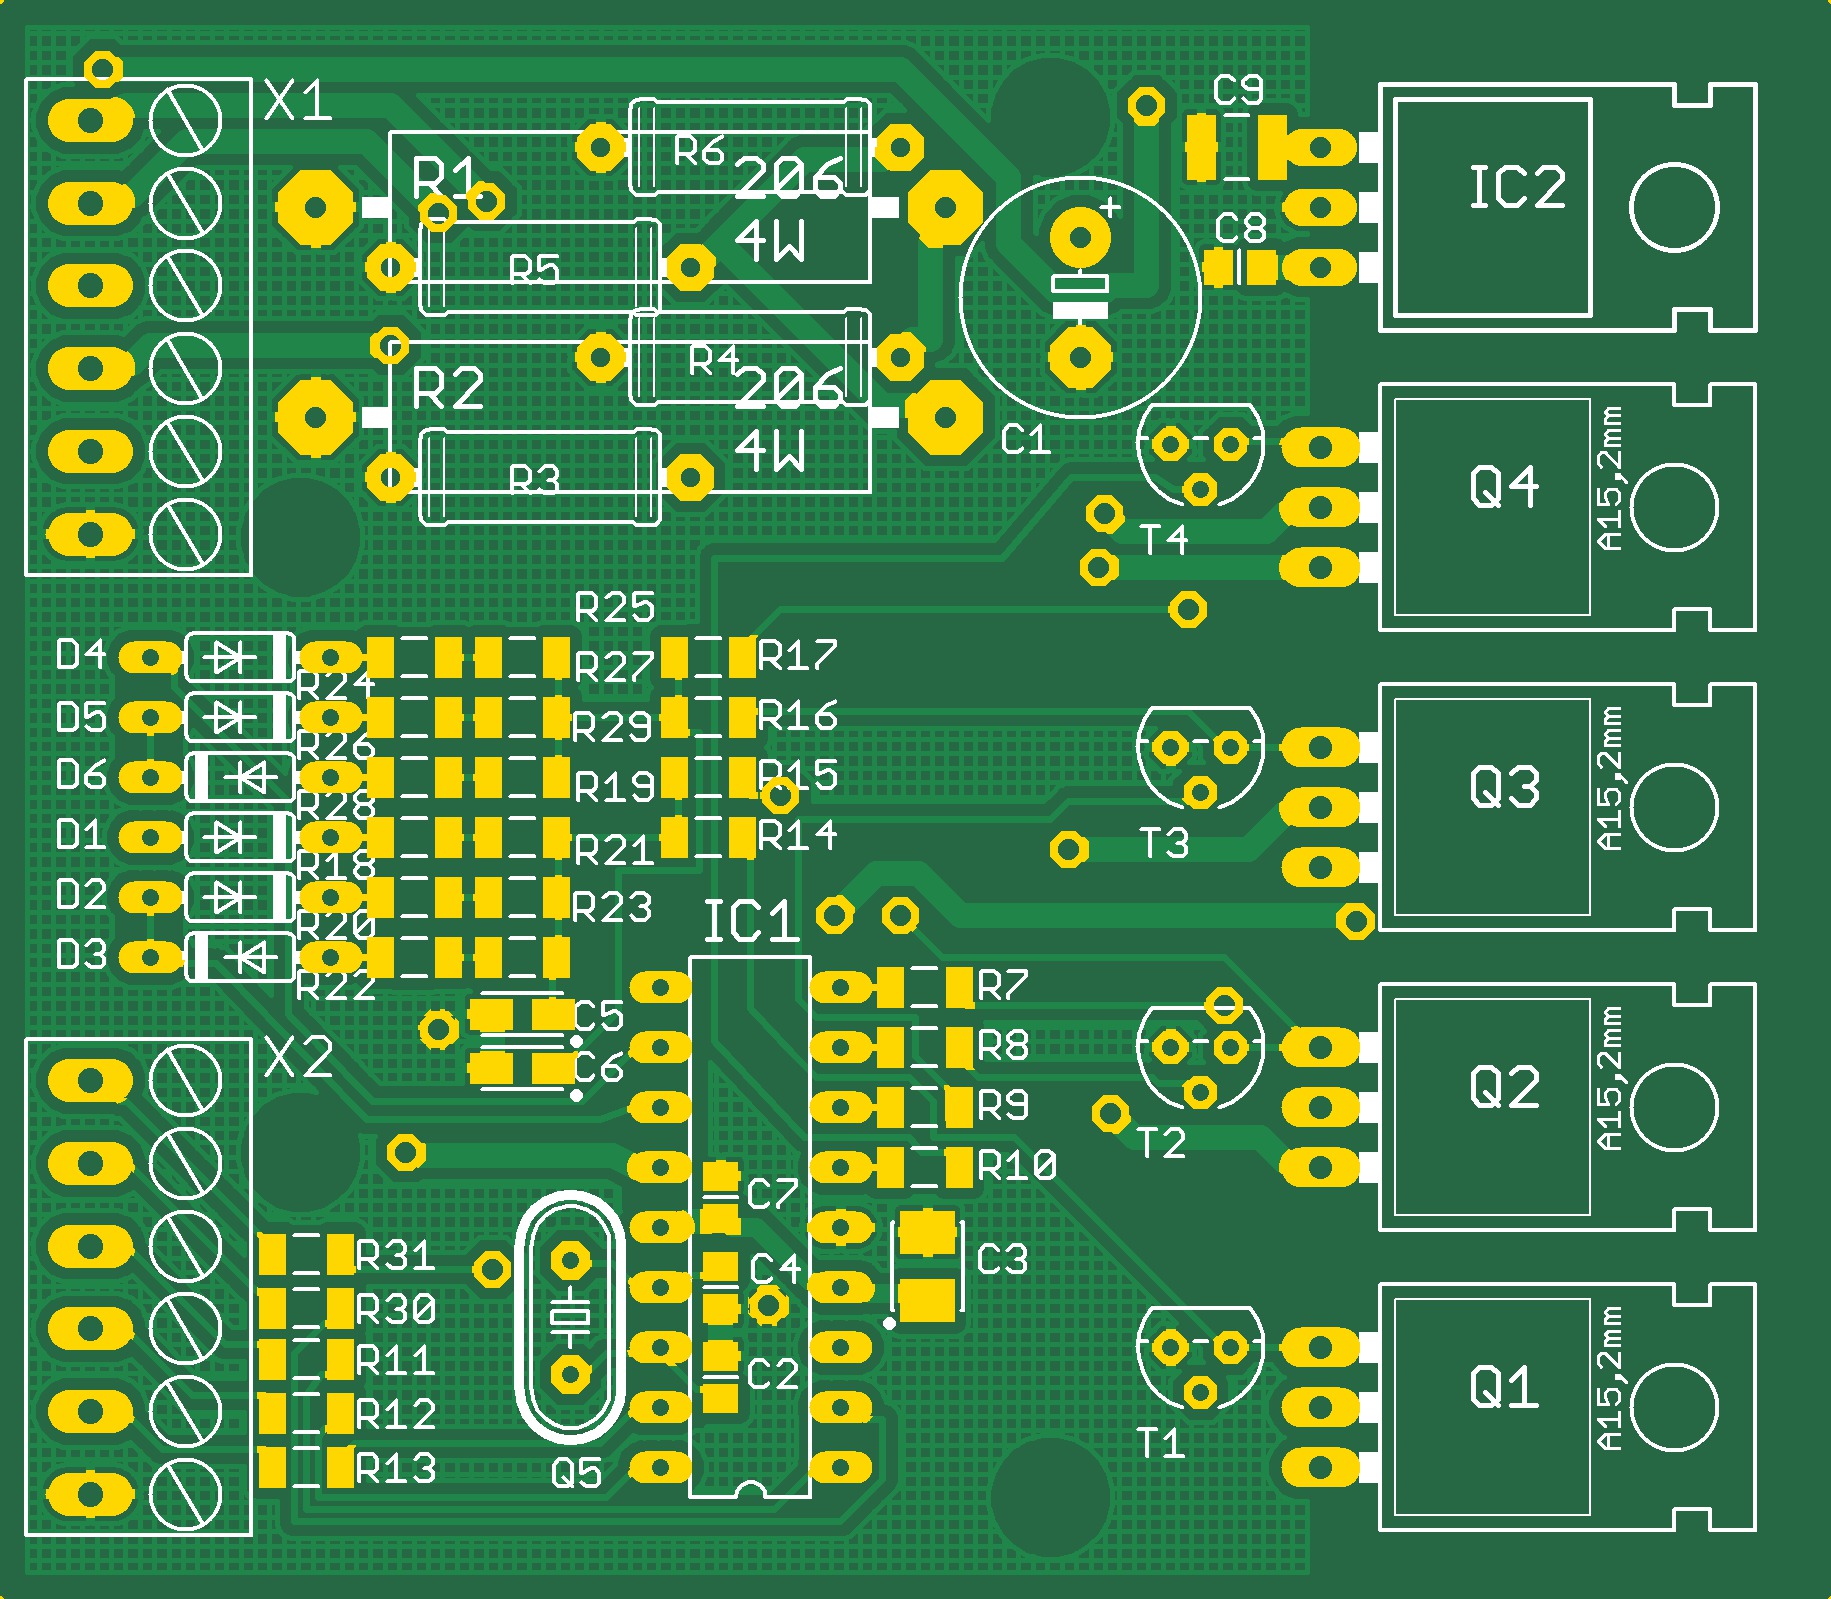 X1
R1
R6
206
4W
R5
C9
+
IC2
C8
R2
R4
206
4W
R3
C1
Q4
A15,2mm
T4
R25
D4
R27
R17
R24
D5
R29
R16
R26
D6
R19
R15
R28
Q3
A15,2mm
D1
R21
R14
T3
R18
D2
R23
R20
IC1
D3
R22
R7
C5
X2
C6
R8
R9
Q2
A15,2mm
T2
R10
C7
R31
C4
C3
R30
R11
C2
Q1
A15,2mm
R12
T1
R13
Q5